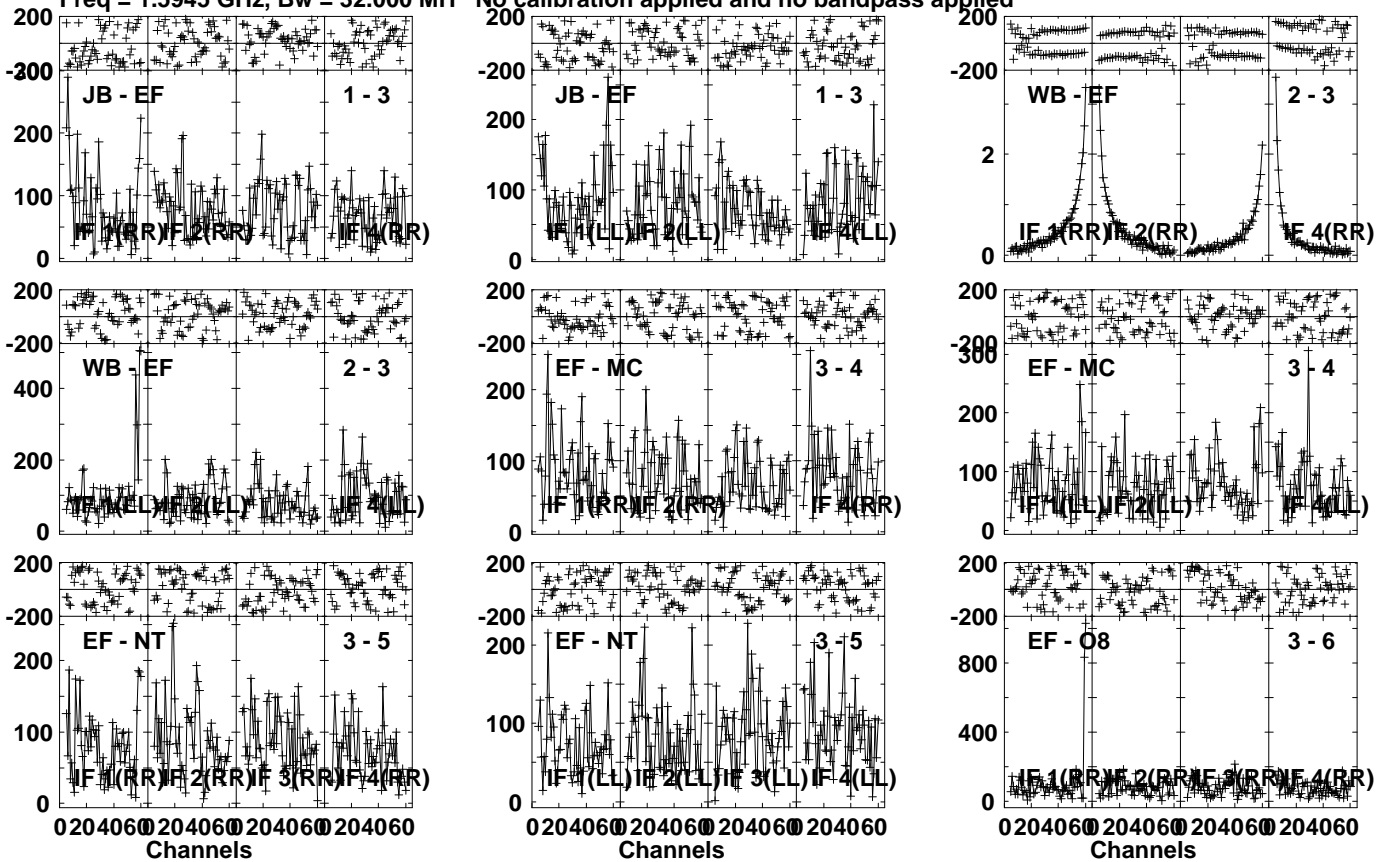 Freq = 1.5945 GHz, Bw = 32.000 MH No calibration applied and no bandpass applied
200
-200
300
200
100
0
JB - EF
1 - 3
IF 1(RR) IF 2(RR) IF 4(RR)
200
-200
200
100
0
JB - EF
1 - 3
IF 1(LL) IF 2(LL) IF 4(LL)
200
-200
2
0
WB - EF
2 - 3
IF 1(RR) IF 2(RR) IF 4(RR)
200
-200
400
200
0
WB - EF
2 - 3
IF 1(LL) IF 2(LL) IF 4(LL)
200
-200
200
100
0
EF - MC
3 - 4
IF 1(RR) IF 2(RR) IF 4(RR)
200
-200
300
200
100
0
EF - MC
3 - 4
IF 1(LL) IF 2(LL) IF 4(LL)
200
-200
200
100
0
EF - NT
3 - 5
IF 1(RR) IF 2(RR) IF 3(RR) IF 4(RR)
0 20 40 60 0 20 40 60 0 20 40 60 0 20 40 60
Channels
200
-200
200
100
0
EF - NT
3 - 5
IF 1(LL) IF 2(LL) IF 3(LL) IF 4(LL)
0 20 40 60 0 20 40 60 0 20 40 60 0 20 40 60
Channels
200
-200
800
400
0
EF - O8
3 - 6
IF 1(RR) IF 2(RR) IF 3(RR) IF 4(RR)
0 20 40 60 0 20 40 60 0 20 40 60 0 20 40 60
Channels